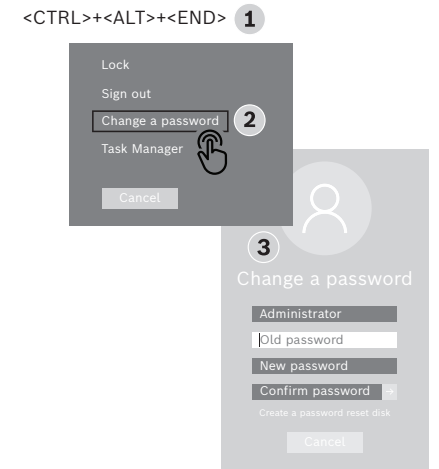 <CTRL>+<ALT>+<END> 1
Lock
Sign out
Change a password 2
Task Manager
Cancel
3
Change a password
Administrator
Old password
New password
Confirm password →
Create a password reset disk
Cancel